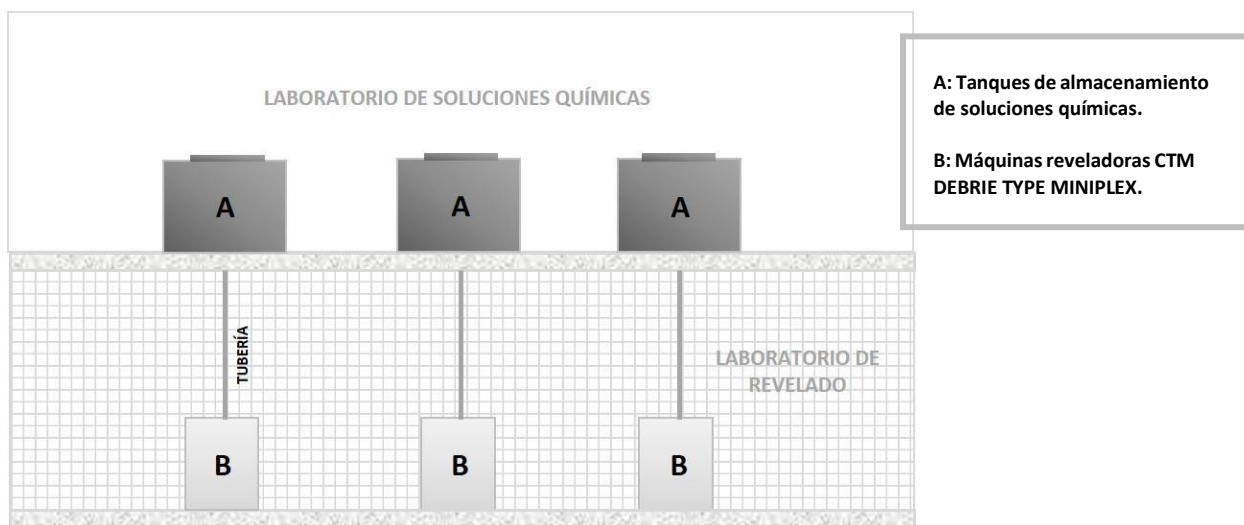 LABORATORIO DE SOLUCIONES QUÍMICAS
A: Tanques de almacenamiento
de soluciones químicas.
B: Máquinas reveladoras CTM
DEBRIE TYPE MINIPLEX.
A
A
A
TUBERÍA
LABORATORIO DE
REVELADO
B
B
B